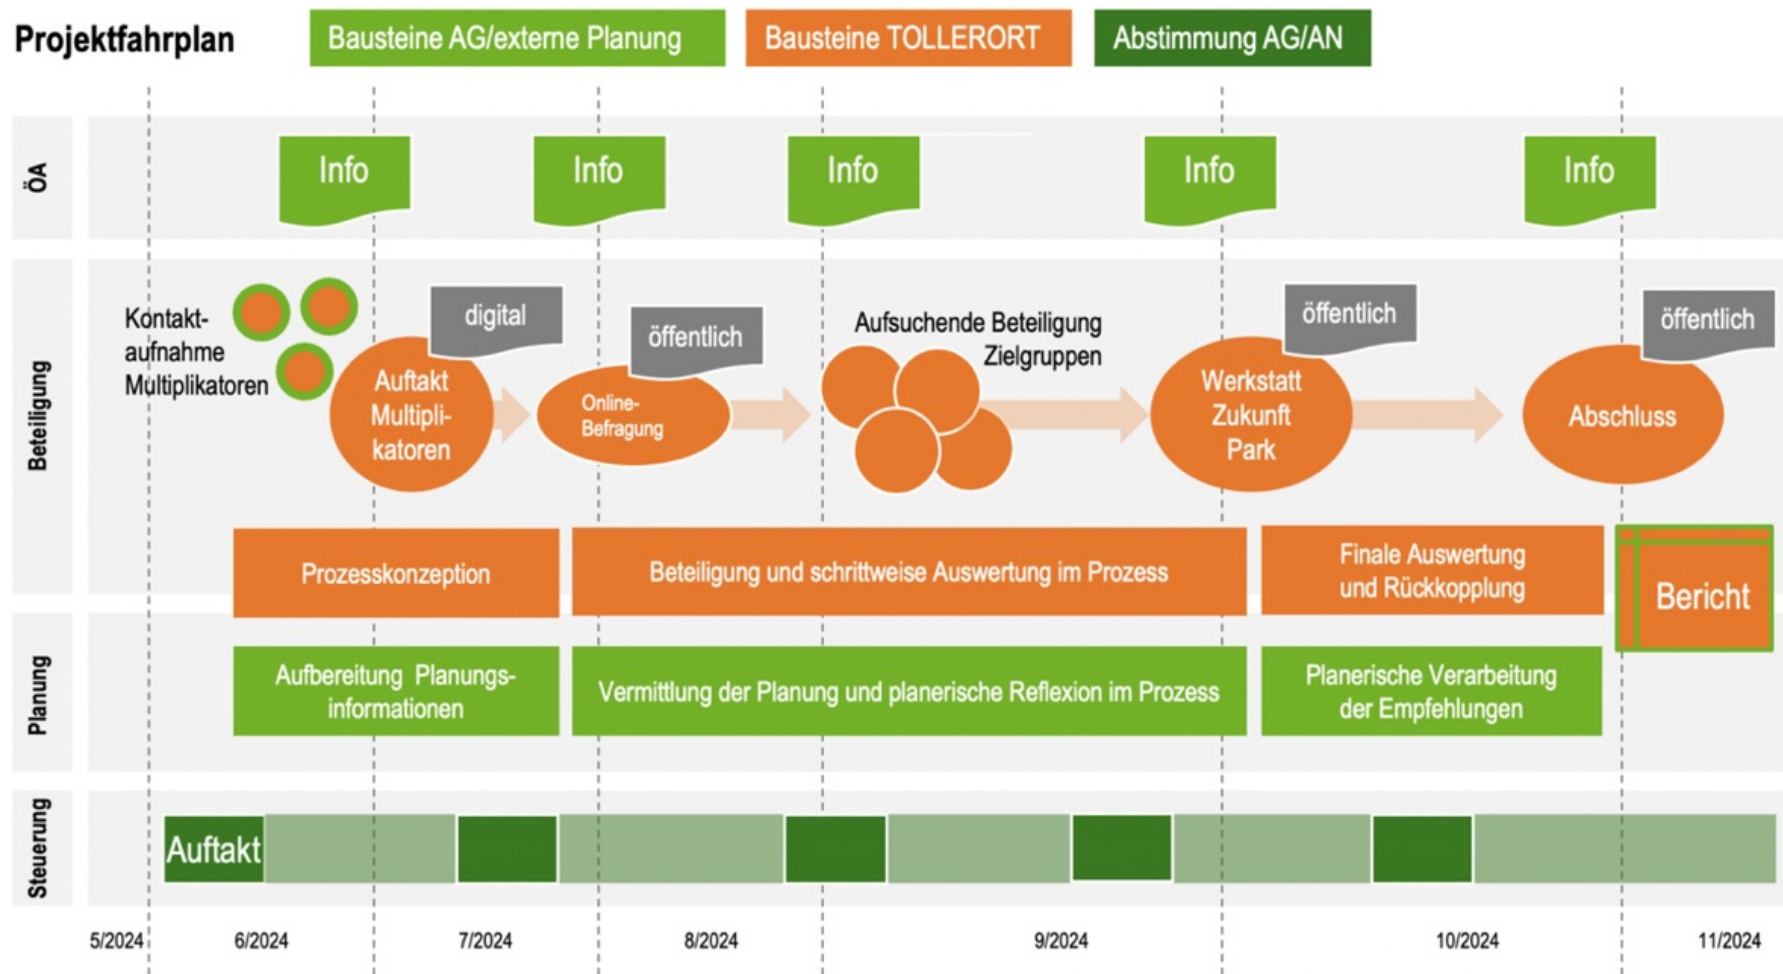 Projektfahrplan
Bausteine AG/externe Planung
Bausteine TOLLERORT
Abstimmung AG/AN
ÖA
Info
Info
Info
Info
Info
Beteiligung
Kontakt-
aufnahme
Multiplikatoren
digital
Auftakt
Multipli-
katoren
öffentlich
Online-
Befragung
Aufsuchende Beteiligung
Zielgruppen
öffentlich
Werkstatt
Zukunft
Park
öffentlich
Abschluss
Prozesskonzeption
Beteiligung und schrittweise Auswertung im Prozess
Finale Auswertung
und Rückkopplung
Bericht
Planung
Aufbereitung Planungs-
informationen
Vermittlung der Planung und planerische Reflexion im Prozess
Planerische Verarbeitung
der Empfehlungen
Steuerung
Auftakt
5/2024
6/2024
7/2024
8/2024
9/2024
10/2024
11/2024